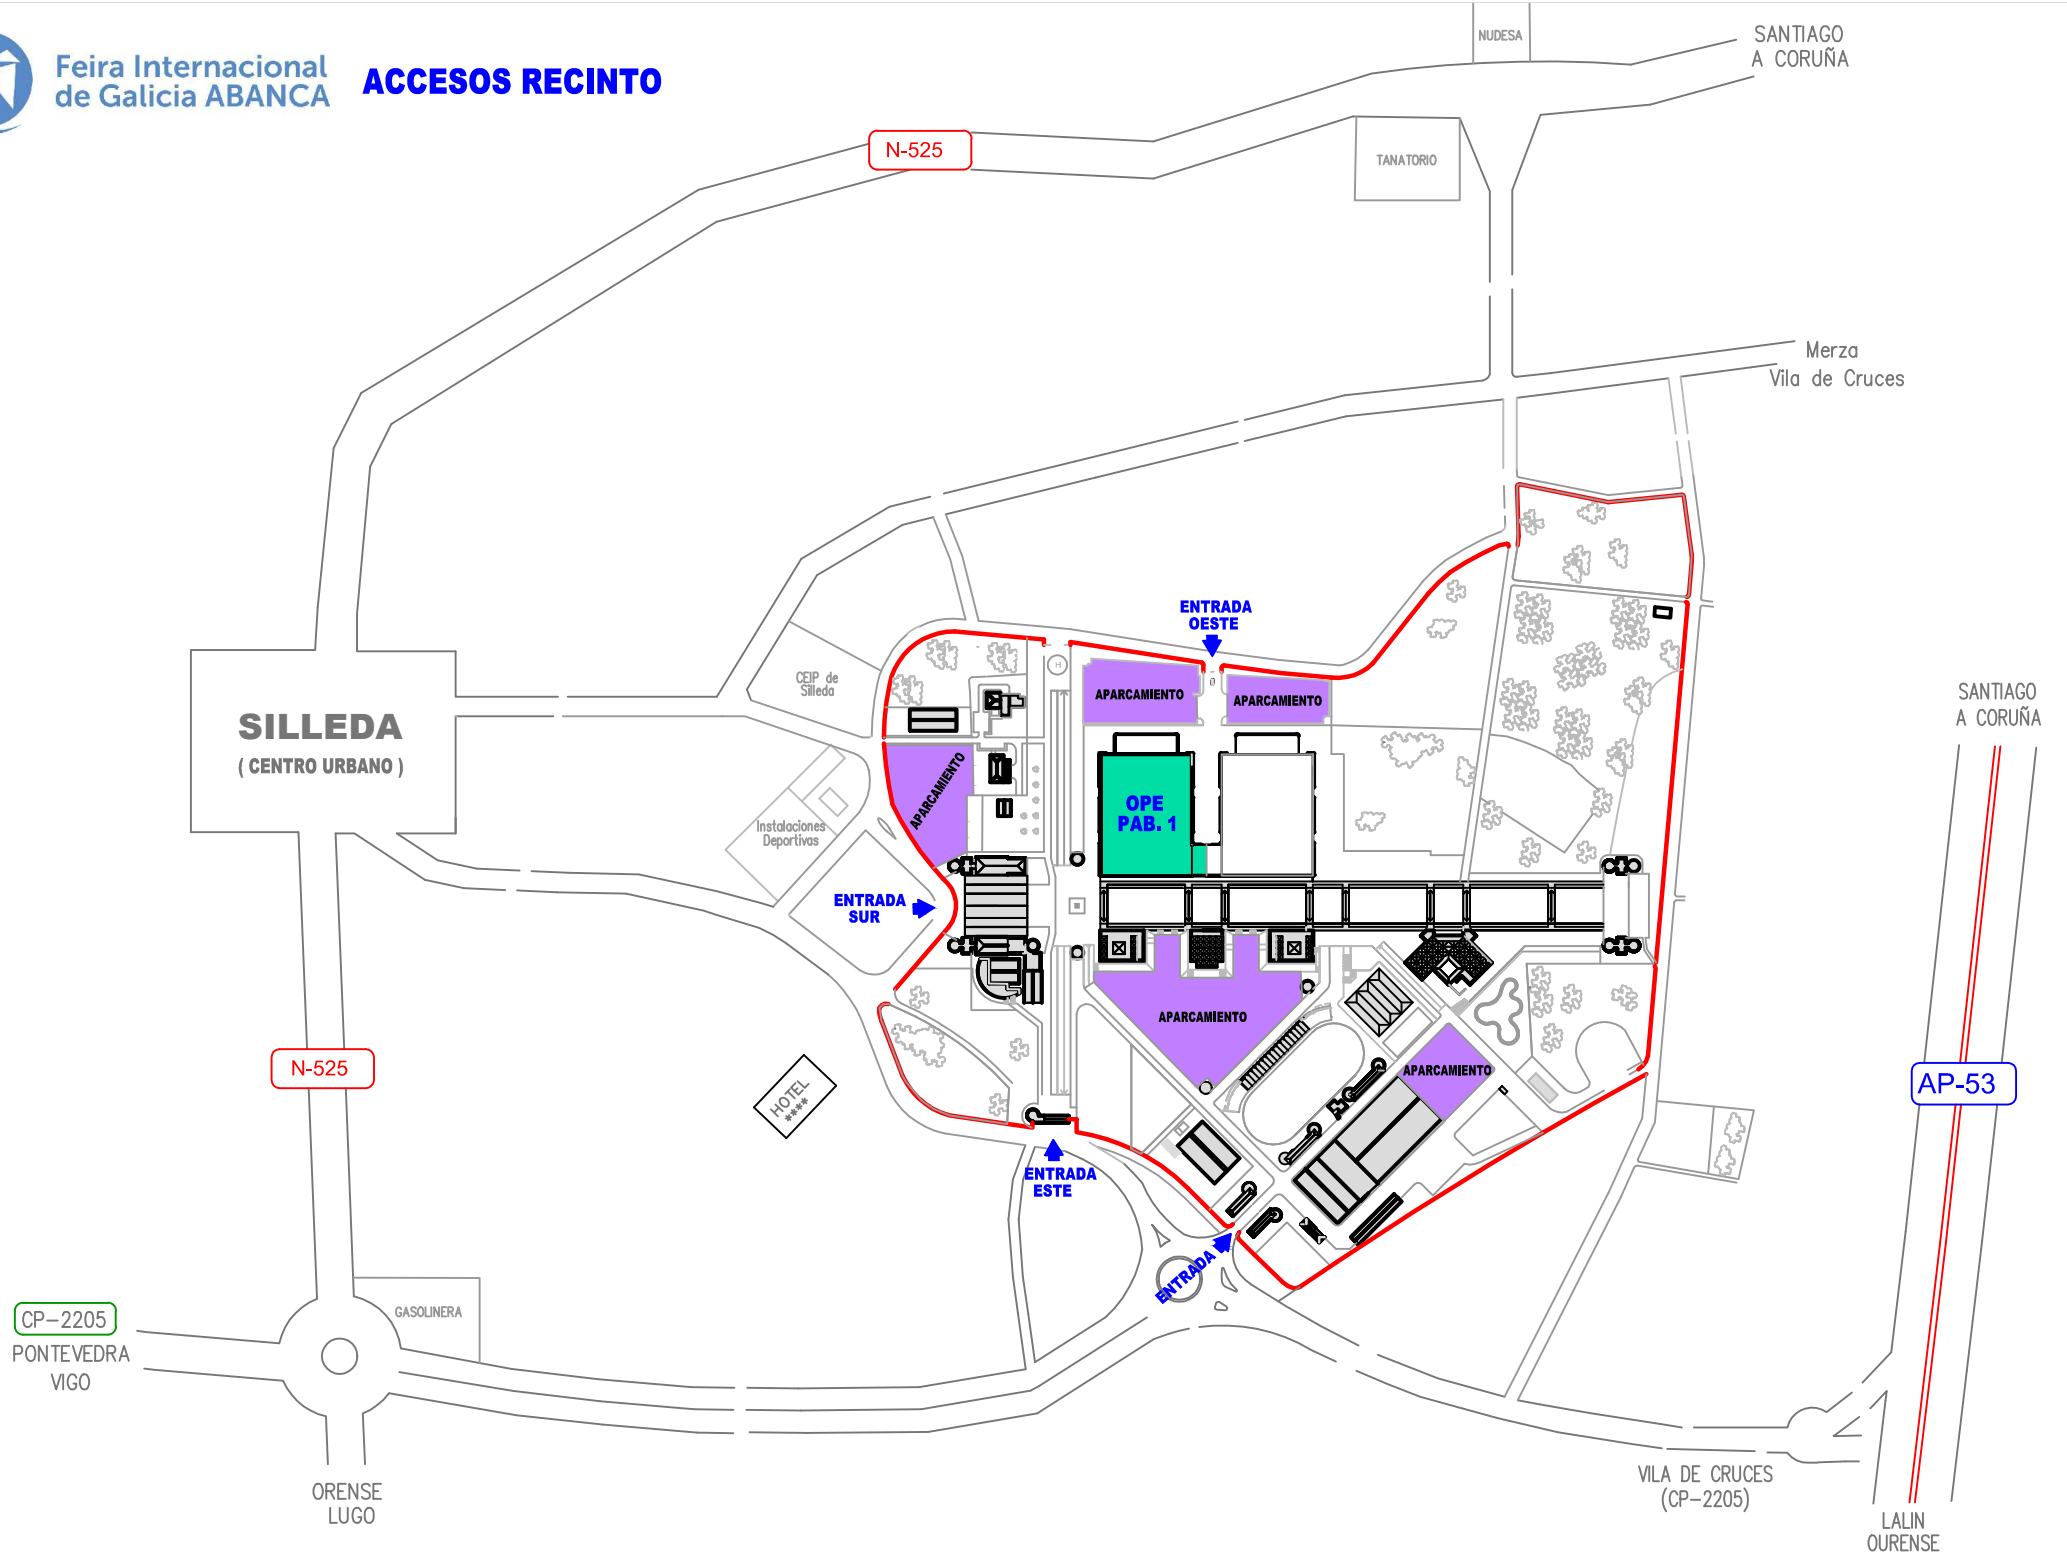 Feira Internacional
de Galicia ABANCA
ACCESOS RECINTO
NUDESA
SANTIAGO
A CORUÑA
N-525
TANATORIO
Merza
Vila de Cruces
ENTRADA
OESTE
H
CEIP de
Silleda
APARCAMIENTO
APARCAMIENTO
SANTIAGO
A CORUÑA
SILLEDA
( CENTRO URBANO )
APARCAMIENTO
OPE
PAB. 1
Instalaciones
Deportivas
ENTRADA
SUR
APARCAMIENTO
N-525
HOTEL
****
APARCAMIENTO
AP-53
ENTRADA
ESTE
ENTRADA
CP-2205
PONTEVEDRA
VIGO
GASOLINERA
ORENSE
LUGO
VILA DE CRUCES
(CP-2205)
LALIN
OURENSE